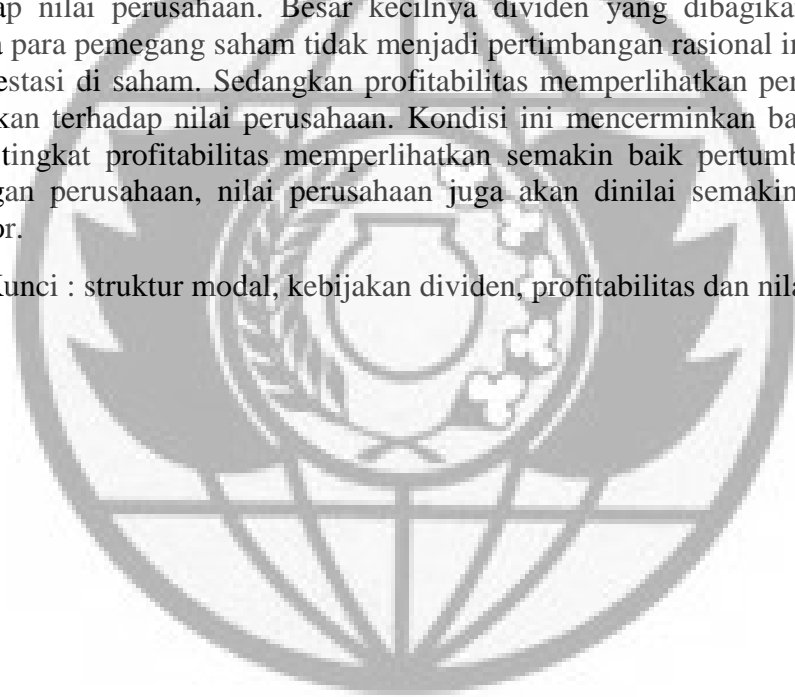 ap nilai perusahaan. Besar kecilnya dividen yang dibagikan
a para pemegang saham tidak menjadi pertimbangan rasional in
estasi di saham. Sedangkan profitabilitas memperlihatkan per
kan terhadap nilai perusahaan. Kondisi ini mencerminkan ba
tingkat profitabilitas memperlihatkan semakin baik pertumb
gan perusahaan, nilai perusahaan juga akan dinilai semakin
or.
Kunci : struktur modal, kebijakan dividen, profitabilitas dan nila